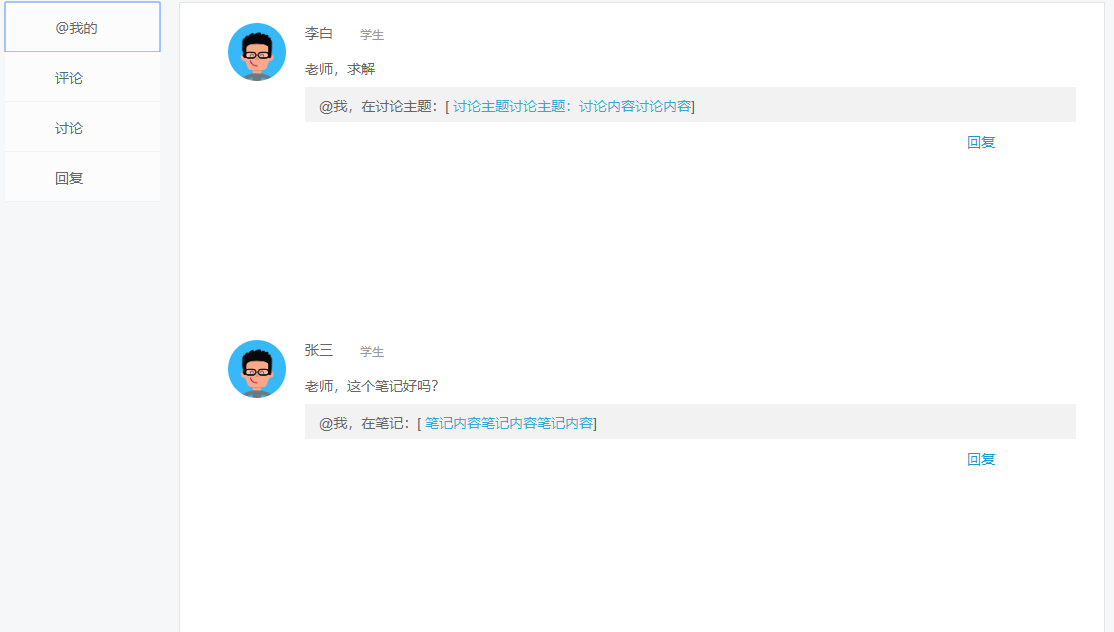 @我的
评论
讨论
回复
李白 学生
老师，求解
@我，在讨论主题：[ 讨论主题讨论主题：讨论内容讨论内容]
回复
张三 学生
老师，这个笔记好吗？
@我，在笔记：[ 笔记内容笔记内容笔记内容]
回复